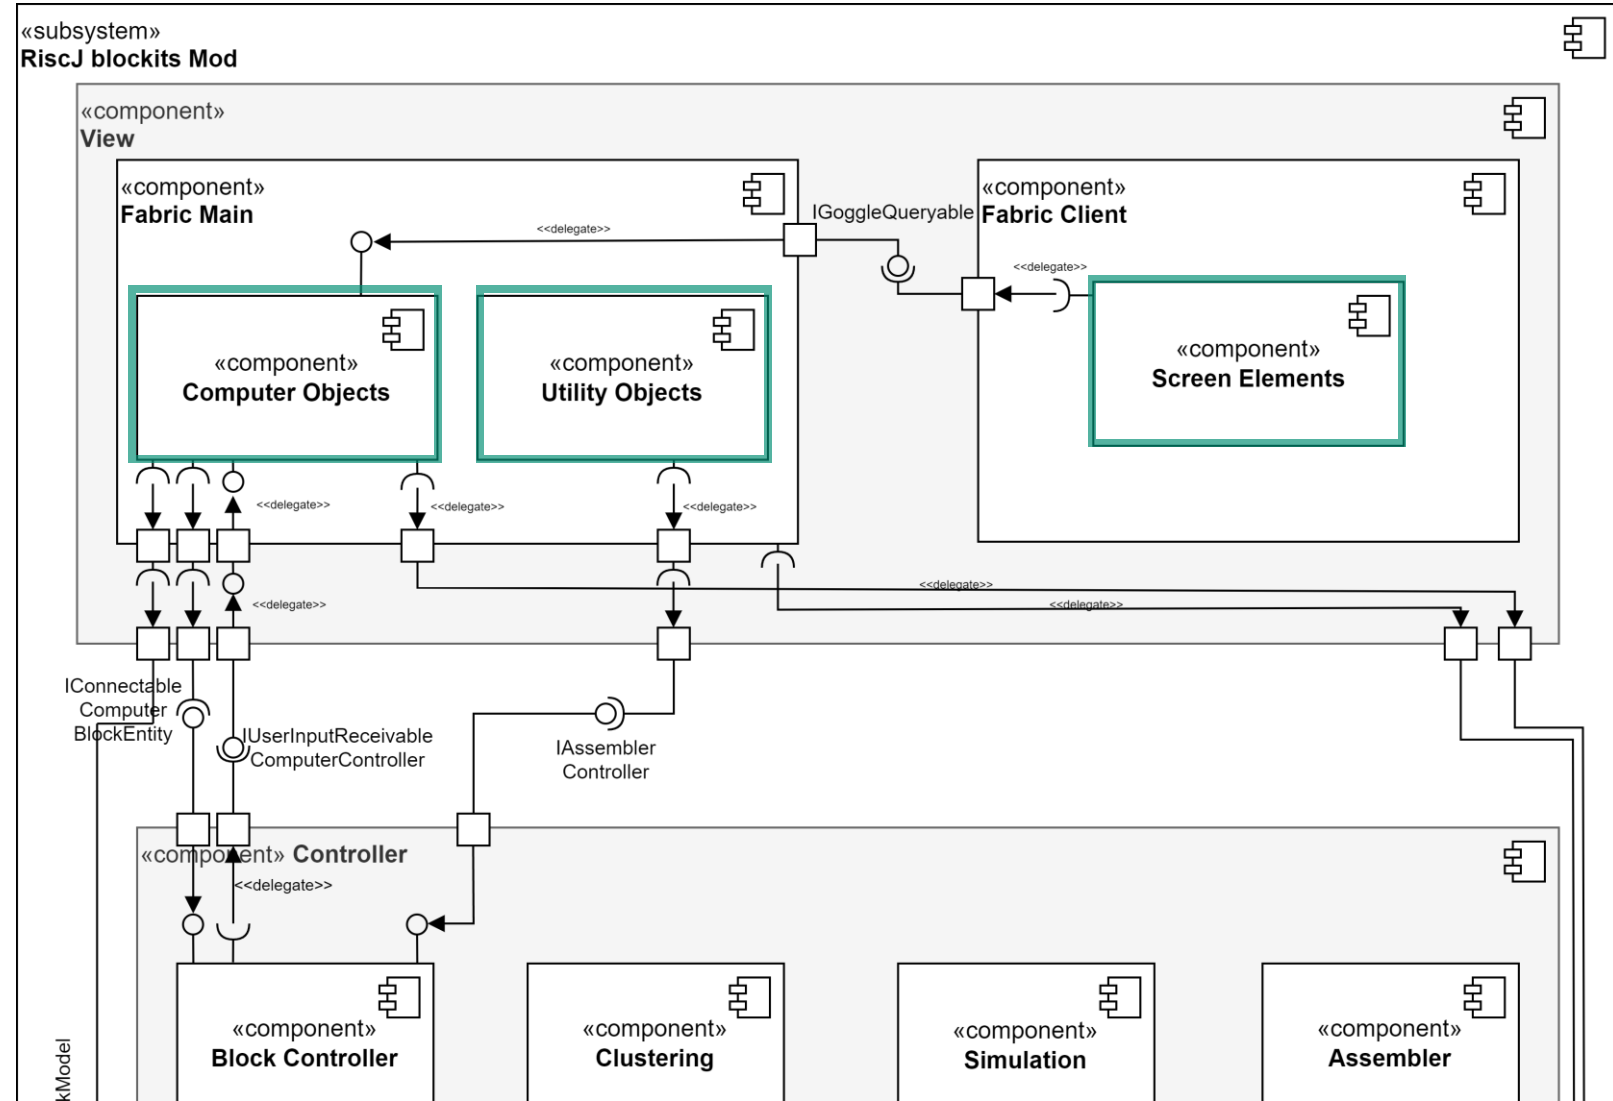 «subsystem»
RiscJ blockits Mod
«component»
View
«component»
Fabric Main
<<delegate>>
IGoggleQueryable
«component»
Fabric Client
<<delegate>>
«component»
Computer Objects
«component»
Utility Objects
«component»
Screen Elements
<<delegate>>
<<delegate>>
<<delegate>>
<<delegate>>
<<delegate>>
<<delegate>>
IConnectable
Computer
BlockEntity
IUserInputReceivable
ComputerController
IAssembler
Controller
«component» Controller
<<delegate>>
«component»
Block Controller
«component»
Clustering
«component»
Simulation
«component»
Assembler
kModel